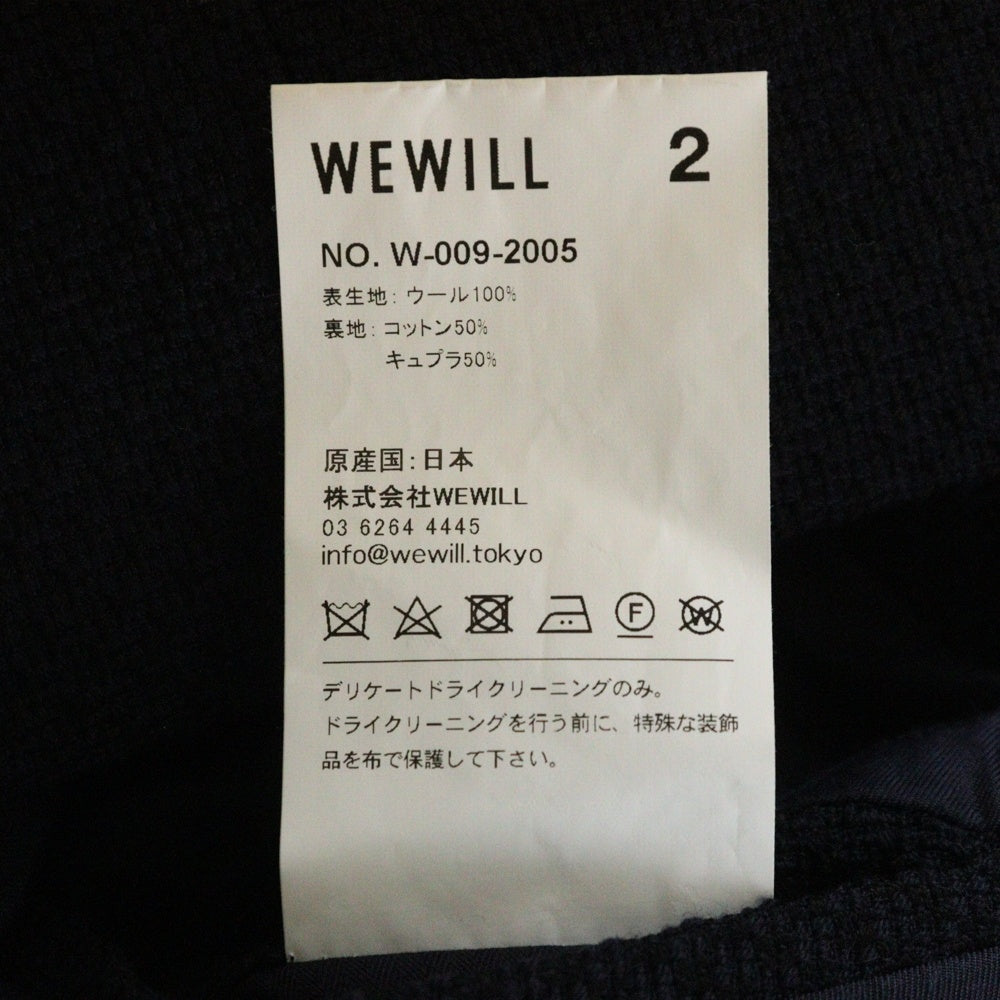 WEWILL 2
NO. W-009-2005
表生地: ウール100%
裏地: コットン50%
キュプラ50%
原産国:日本
株式会社WEWILL
03 6264 4445
info@wewill.tokyo
F W
デリケートドライクリーニングのみ。
ドライクリーニングを行う前に、特殊な装飾
品を布で保護して下さい。